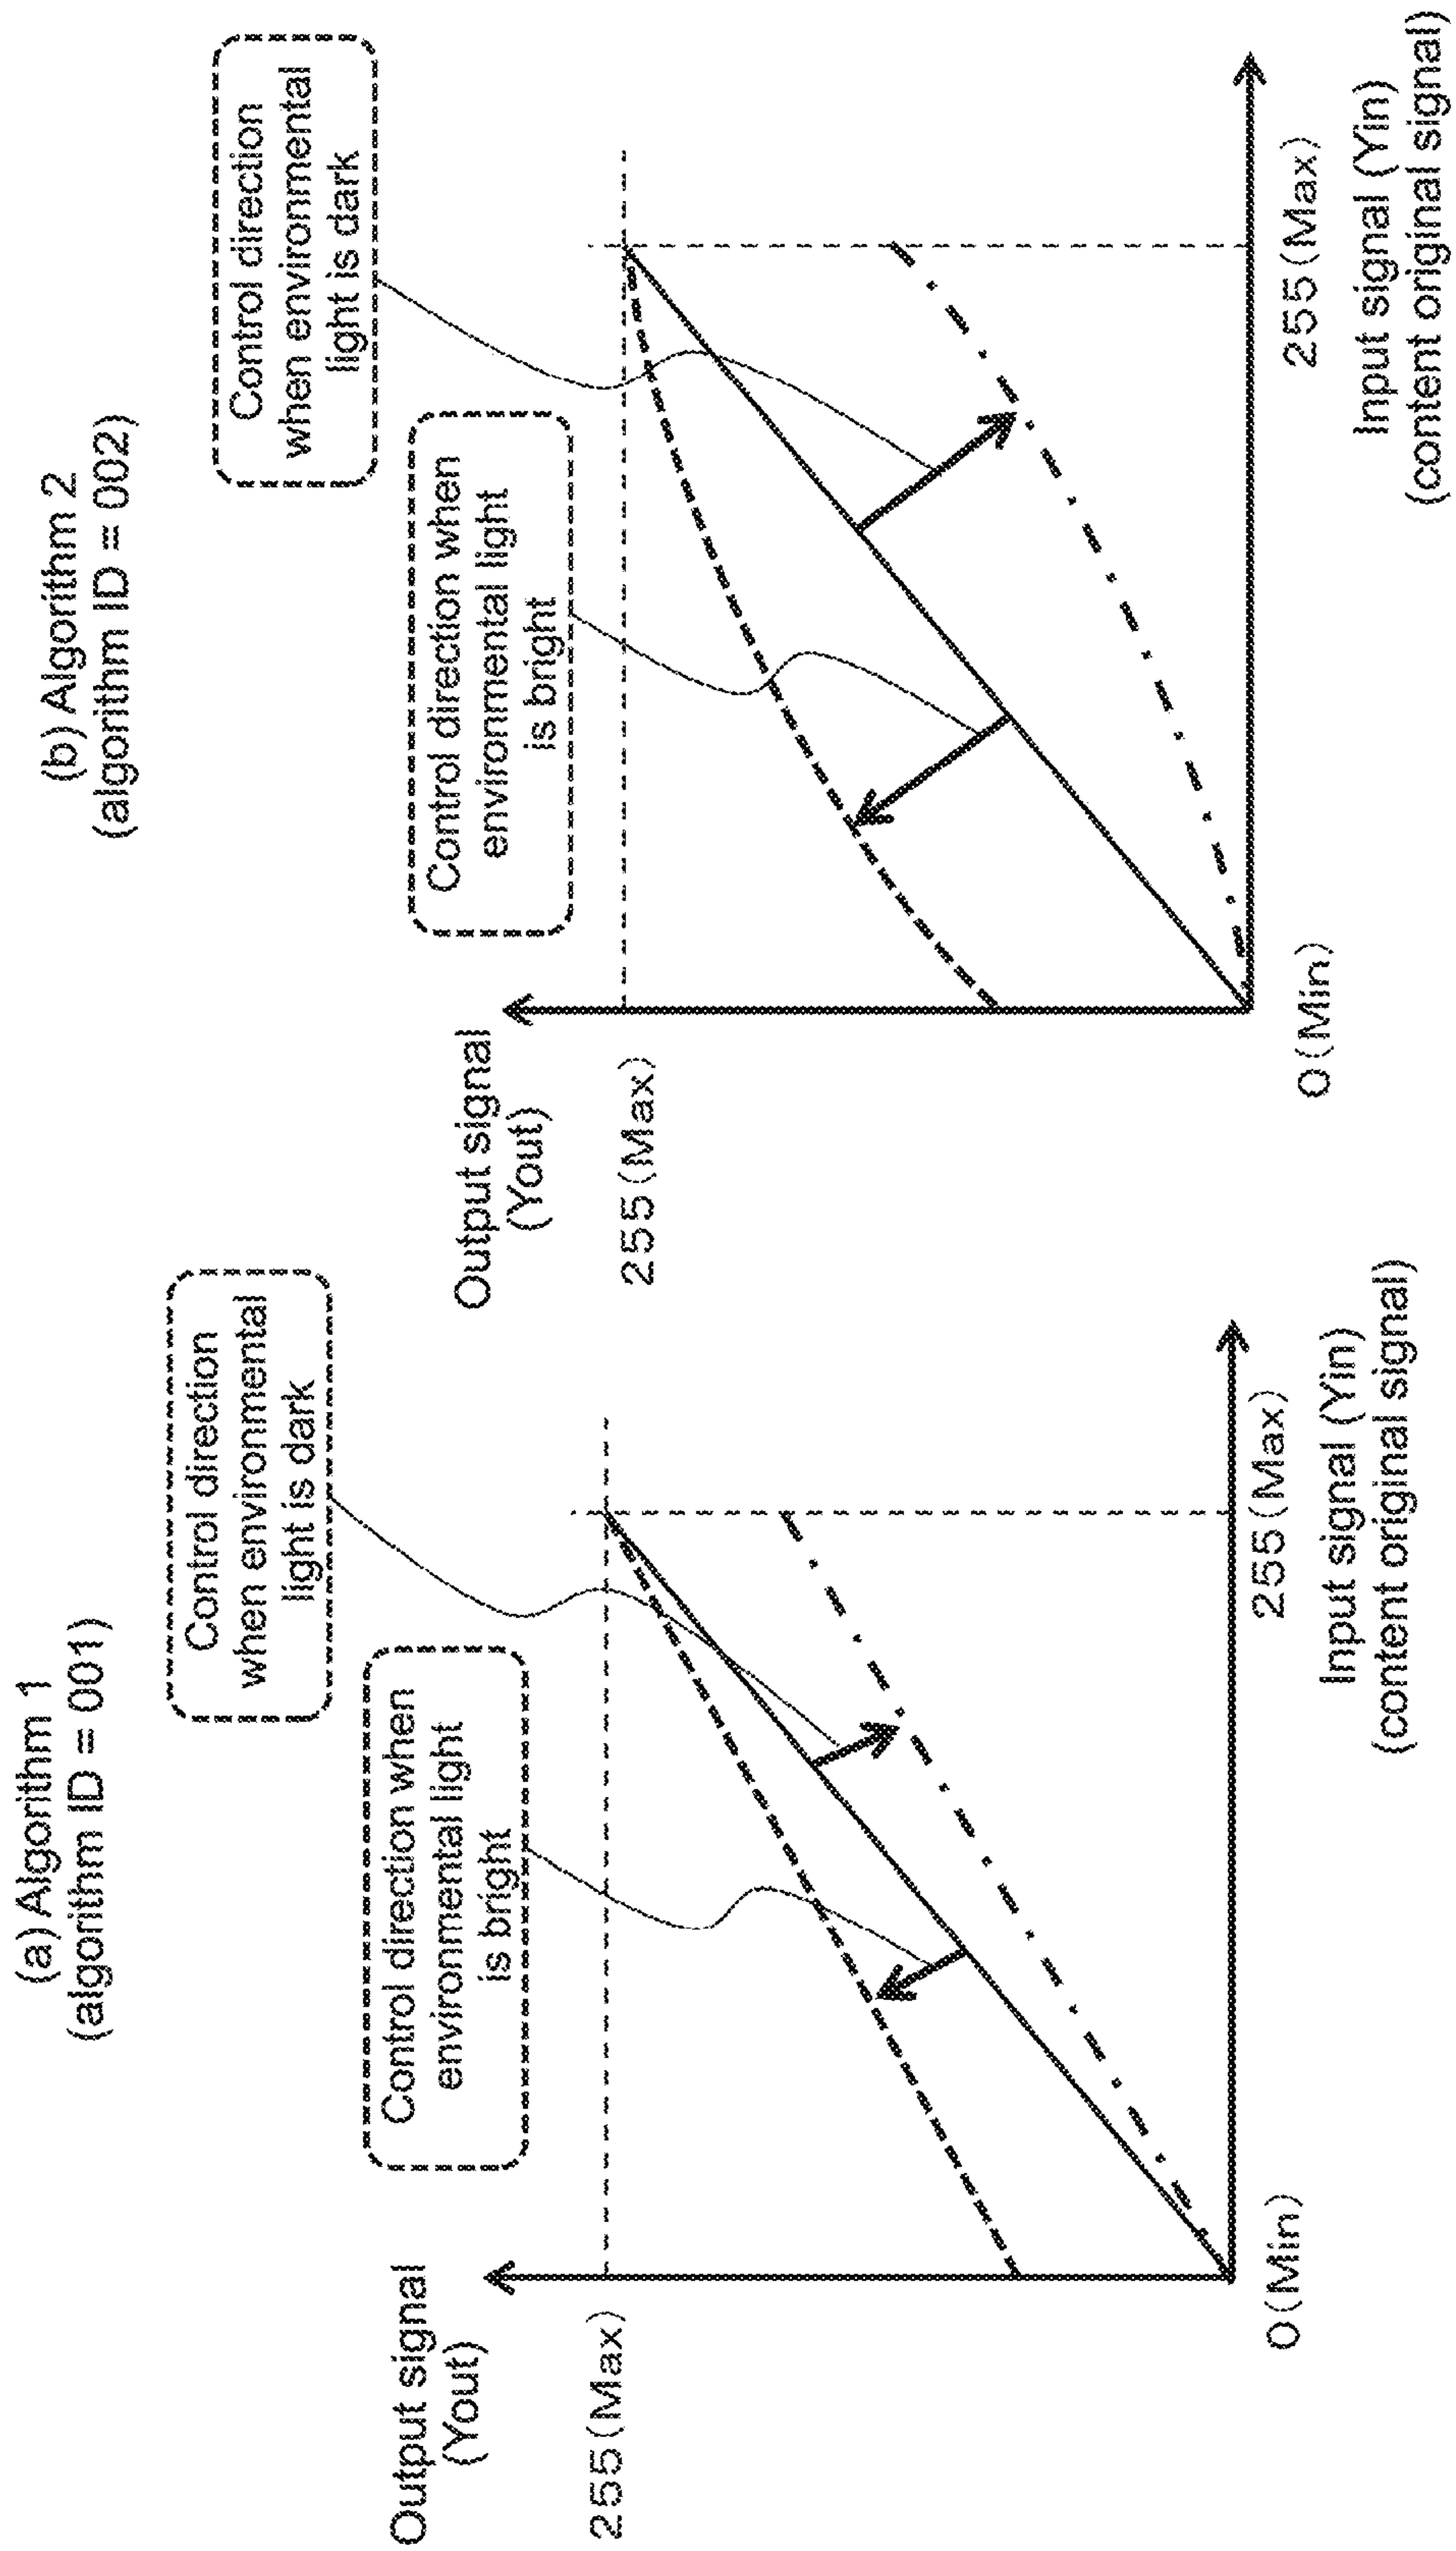 (a) Algorithm 1
(algorithm ID = 001)
Control direction
when environmental
light is dark
Control direction when
environmental light
is bright
Output signal
(Yout)
255(Max)
0(Min)
255(Max)
Input signal (Yin)
(content original signal)
(b) Algorithm 2
(algorithm ID = 002)
Control direction
when environmental
light is dark
Control direction when
environmental light
is bright
Output signal
(Yout)
255(Max)
0(Min)
255(Max)
Input signal (Yin)
(content original signal)